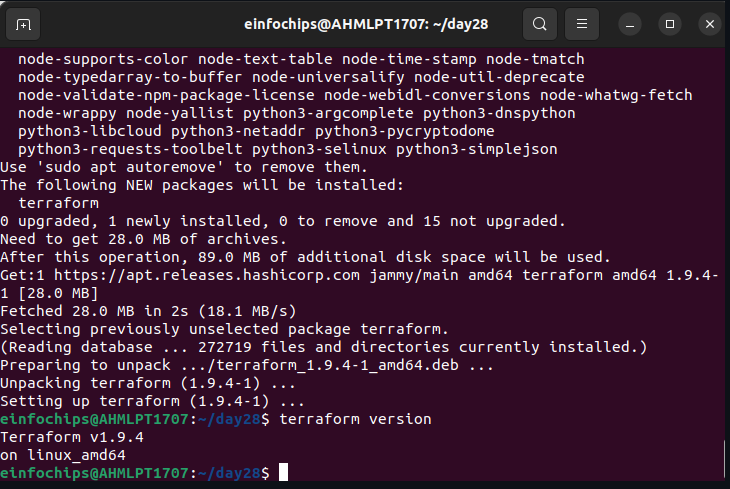 einfochips@AHMLPT1707: ~/day28
node-supports-color node-text-table node-time-stamp node-tmatch
node-typedarray-to-buffer node-universalify node-util-deprecate
node-validate-npm-package-license node-webidl-conversions node-whatwg-fetch
node-wrappy node-yallist python3-argcomplete python3-dnspython
python3-libcloud python3-netaddr python3-pycryptodome
python3-requests-toolbelt python3-selinux python3-simplejson
Use 'sudo apt autoremove' to remove them.
The following NEW packages will be installed:
terraform
0 upgraded, 1 newly installed, 0 to remove and 15 not upgraded.
Need to get 28.0 MB of archives.
After this operation, 89.0 MB of additional disk space will be used.
Get:1 https://apt.releases.hashicorp.com jammy/main amd64 terraform amd64 1.9.4-
1 [28.0 MB]
Fetched 28.0 MB in 2s (18.1 MB/s)
Selecting previously unselected package terraform.
(Reading database ... 272719 files and directories currently installed.)
Preparing to unpack .../terraform_1.9.4-1_amd64.deb ...
Unpacking terraform (1.9.4-1) ...
Setting up terraform (1.9.4-1) ...
einfochips@AHMLPT1707:~/day28$ terraform version
Terraform v1.9.4
on linux_amd64
einfochips@AHMLPT1707:~/day28$